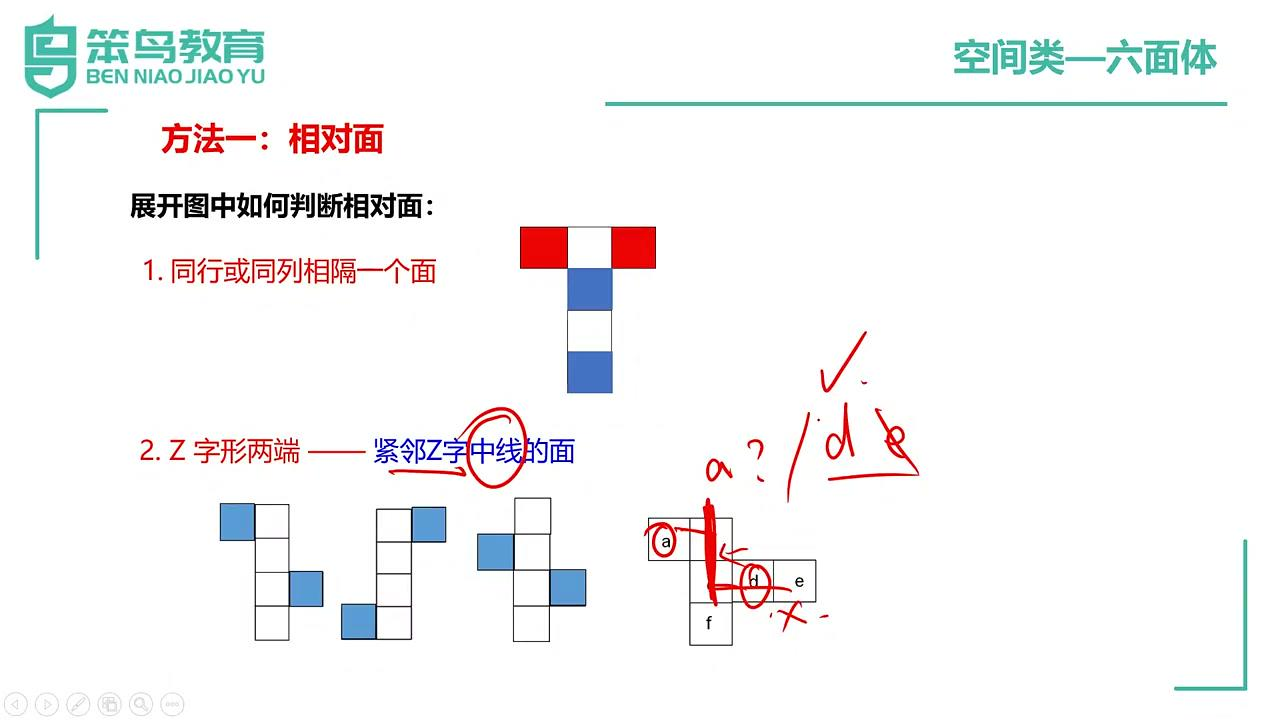 笨鸟教育
BEN NIAO JIAO YU
空间类—六面体
方法一：相对面
展开图中如何判断相对面：
1. 同行或同列相隔一个面
2. Z 字形两端 —— 紧邻Z字中线的面
a ? / d e
a
d
e
f